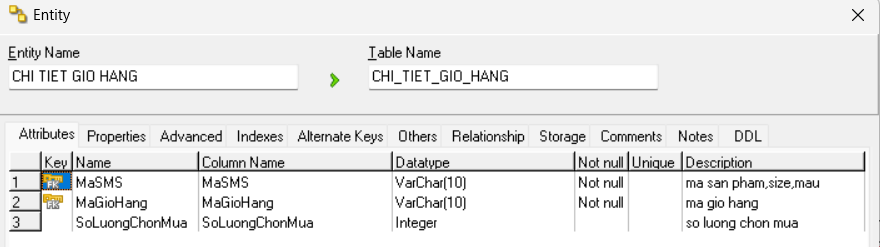 Entity
Entity Name Table Name
CHI TIET GIO HANG CHI_TIET_GIO_HANG
Attributes Properties Advanced Indexes Alternate Keys Others Relationship Storage Comments Notes DDL
Key Name Column Name Datatype Not null Unique Description
1 FK MaSMS MaSMS VarChar(10) Not null ma san pham,size,mau
2 FK MaGioHang MaGioHang VarChar(10) Not null ma gio hang
3 SoLuongChonMua SoLuongChonMua Integer so luong chon mua